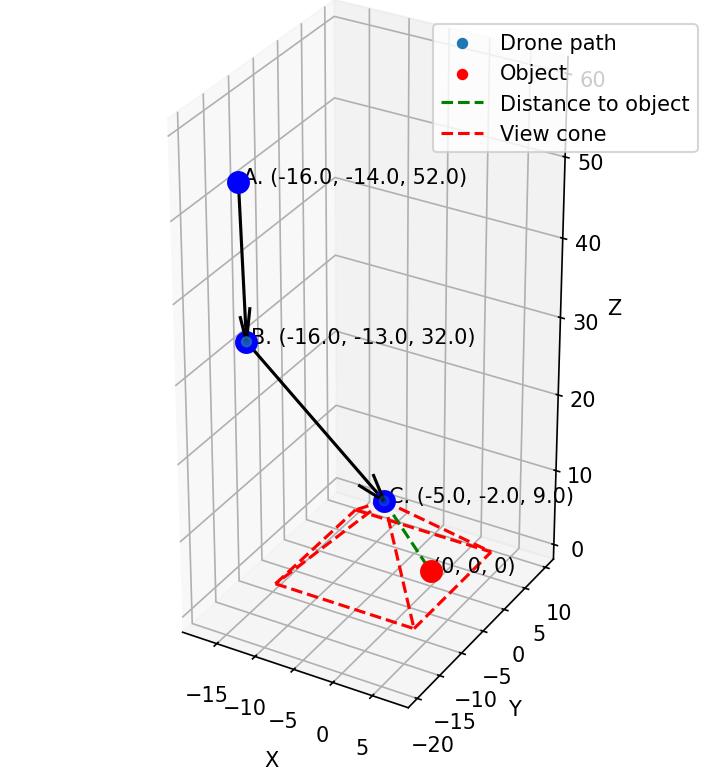 Drone path
Object
Distance to object
View cone
60
50
40
30
20
10
0
Z
A. (-16.0, -14.0, 52.0)
B. (-16.0, -13.0, 32.0)
C. (-5.0, -2.0, 9.0)
(0, 0, 0)
10
5
0
−5
−10
−15
−20
Y
−15
−10
−5
0
5
X